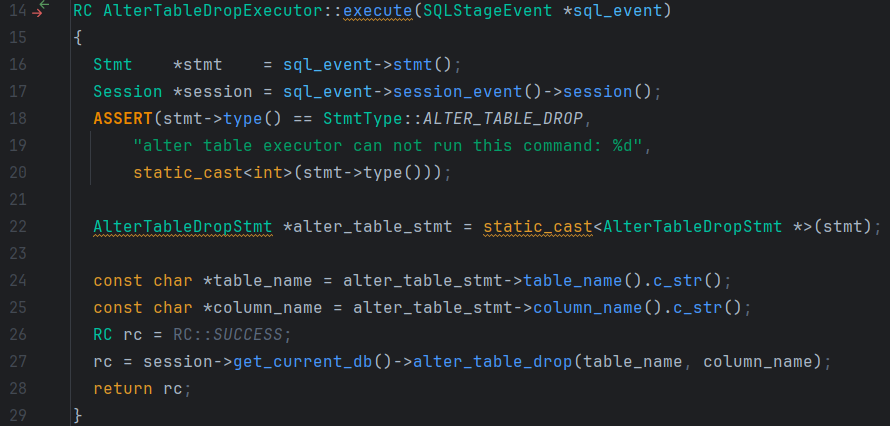 14 RC AlterTableDropExecutor::execute(SQLStageEvent *sql_event)
15 {
16   Stmt    *stmt    = sql_event->stmt();
17   Session *session = sql_event->session_event()->session();
18   ASSERT(stmt->type() == StmtType::ALTER_TABLE_DROP,
19       "alter table executor can not run this command: %d",
20       static_cast<int>(stmt->type()));
21
22   AlterTableDropStmt *alter_table_stmt = static_cast<AlterTableDropStmt *>(stmt);
23
24   const char *table_name = alter_table_stmt->table_name().c_str();
25   const char *column_name = alter_table_stmt->column_name().c_str();
26   RC rc = RC::SUCCESS;
27   rc = session->get_current_db()->alter_table_drop(table_name, column_name);
28   return rc;
29 }